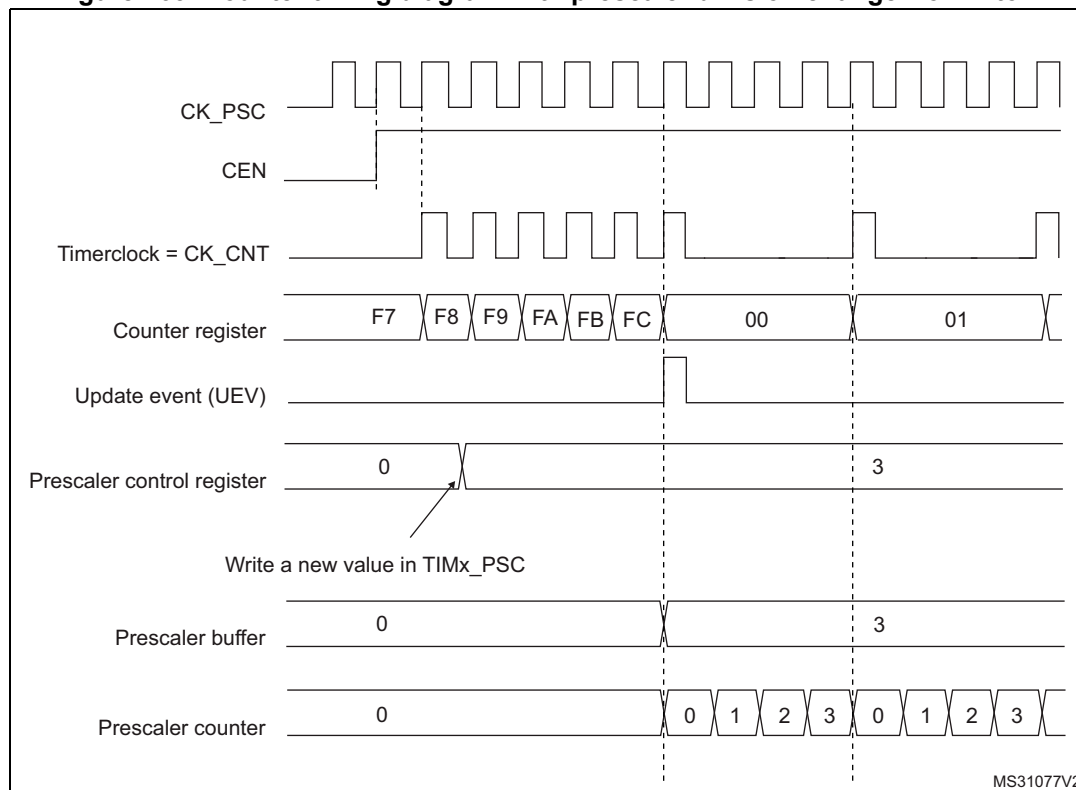 CK_PSC
CEN
Timerclock = CK_CNT
Counter register F7 F8 F9 FA FB FC 00 01
Update event (UEV)
Prescaler control register 0 3
Write a new value in TIMx_PSC
Prescaler buffer 0 3
Prescaler counter 0 0 1 2 3 0 1 2 3
MS31077V2